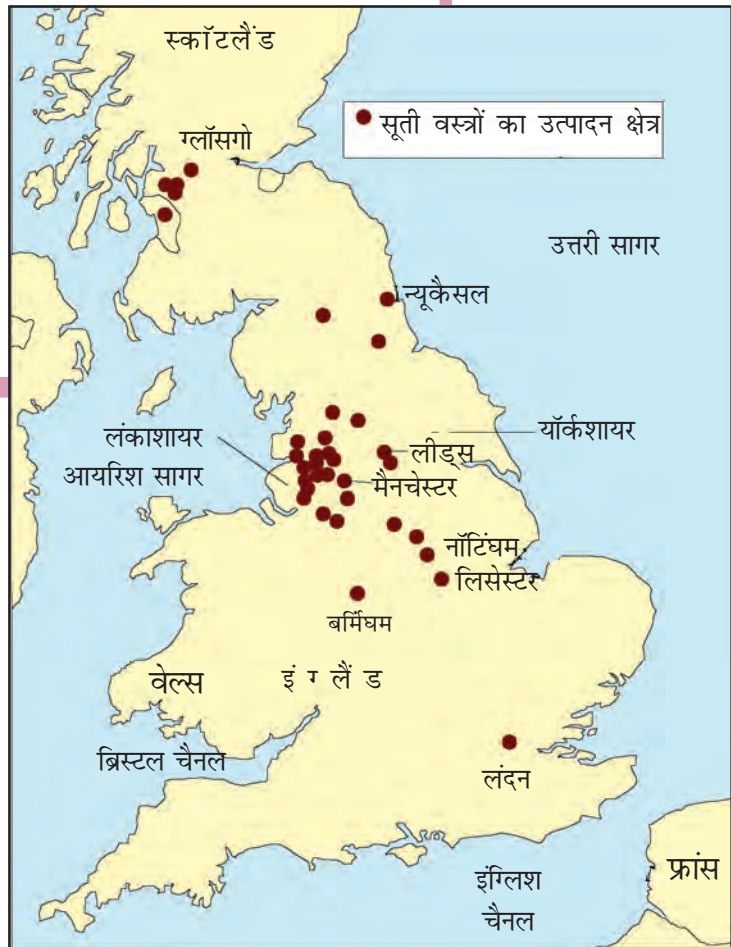 स्कॉटलैंड
ग्लॉसगो
सूती वस्त्रों का उत्पादन क्षेत्र
उत्तरी सागर
न्यूकैसल
लंकाशायर
यॉर्कशायर
आयरिश सागर
लीड्स
मैनचेस्टर
नॉटिंघम
लिसेस्टर
बर्मिंघम
वेल्स
इंग्लैंड
ब्रिस्टल चैनल
लंदन
फ्रांस
इंग्लिश
चैनल